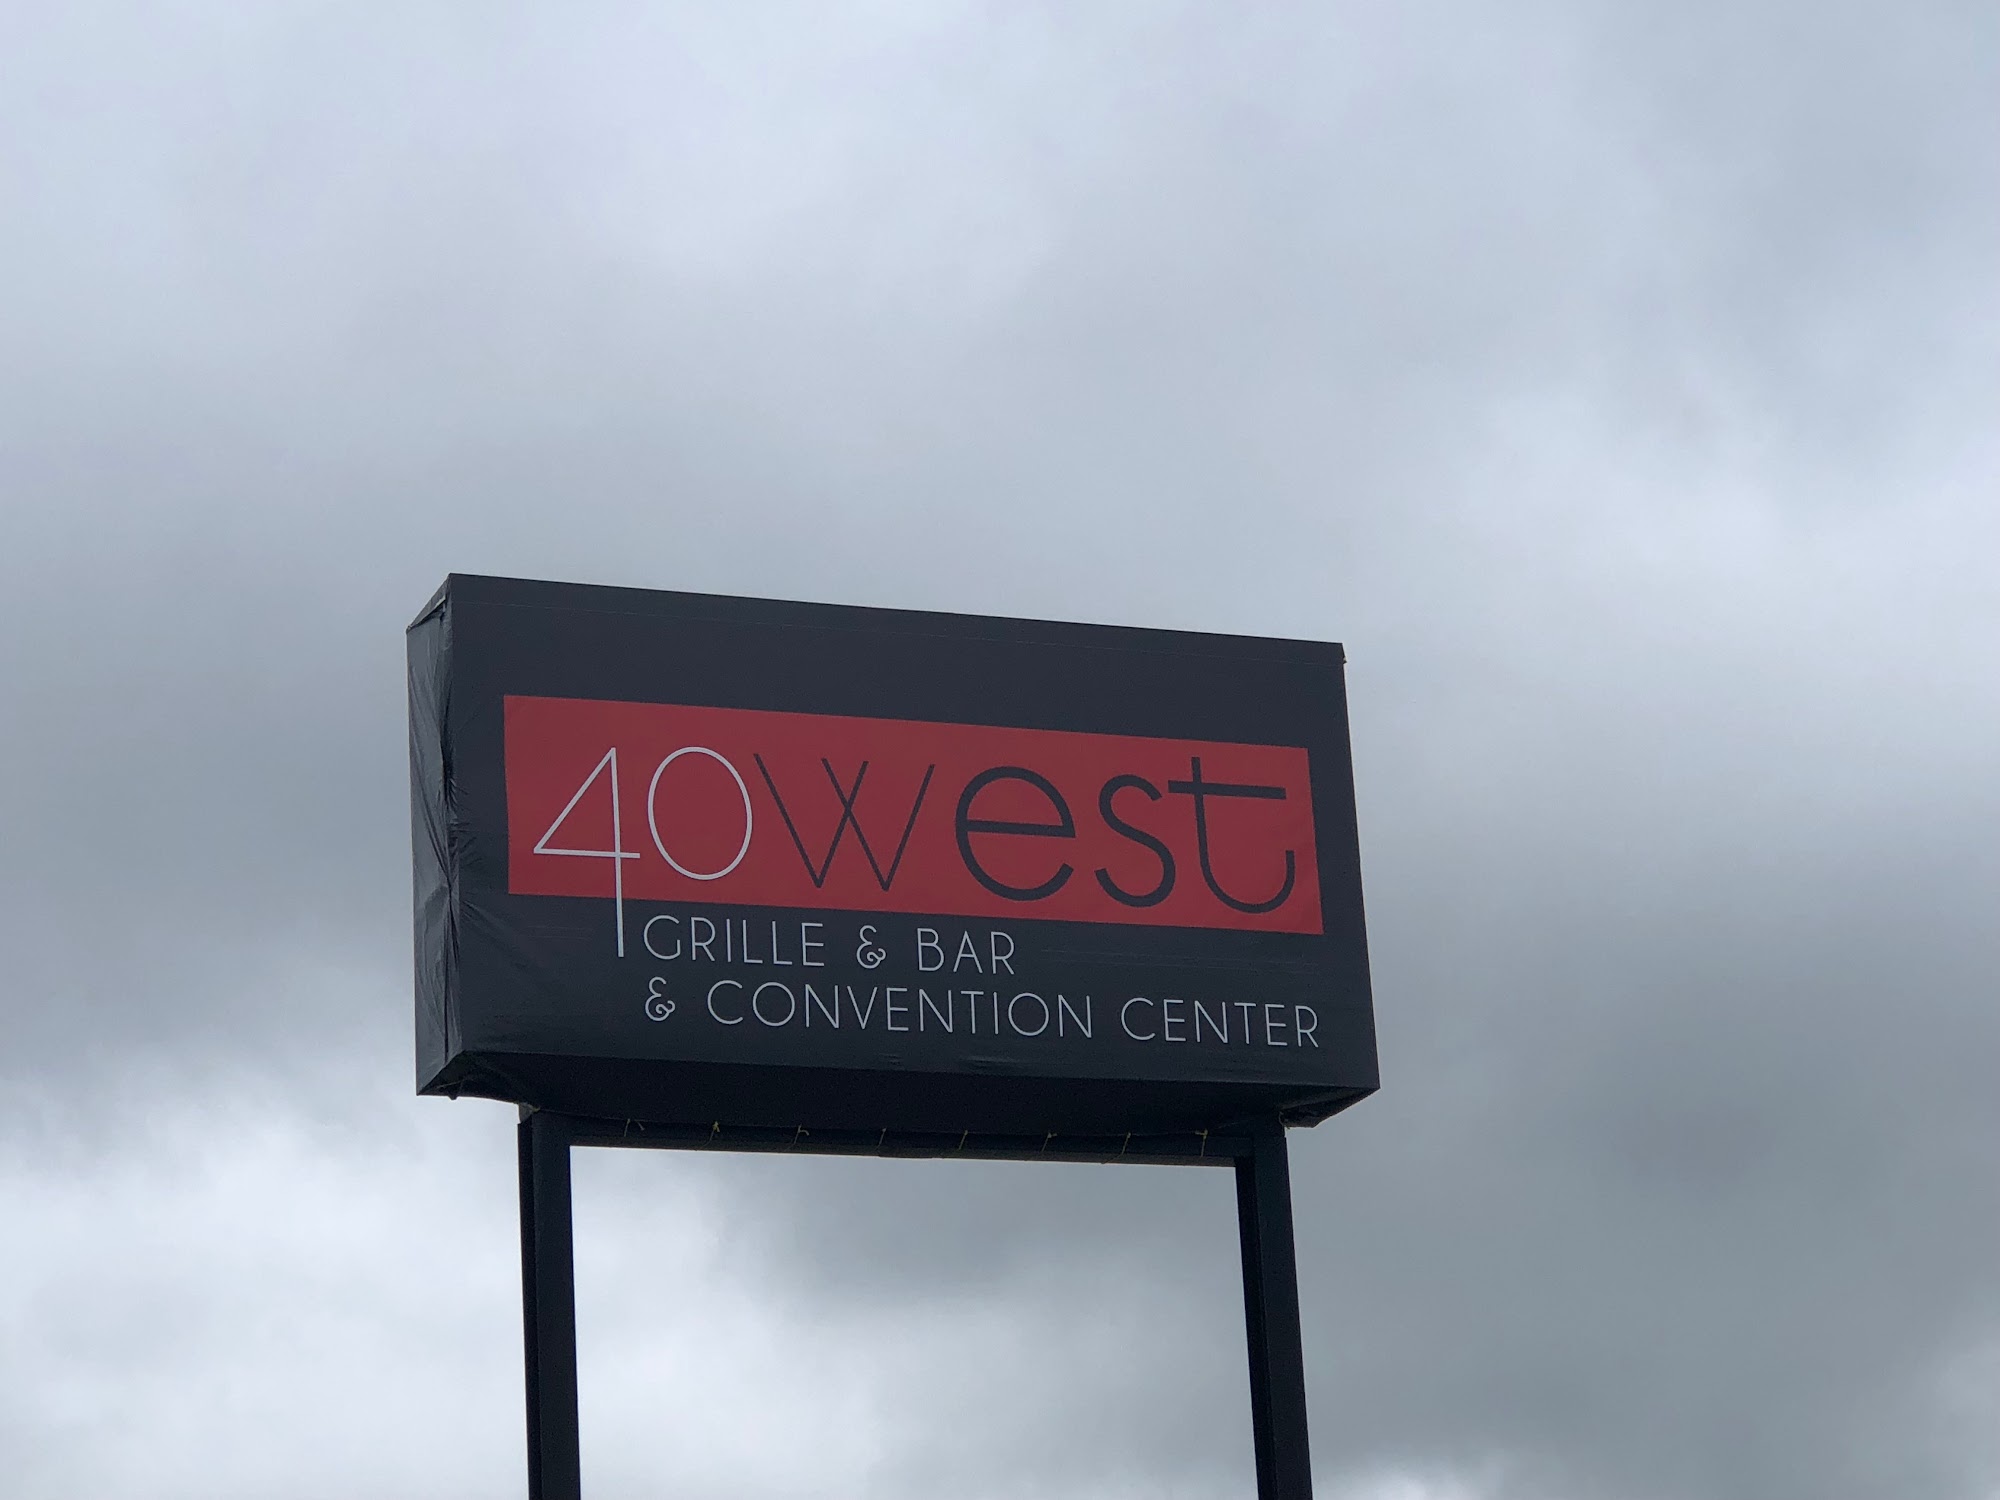 40west
GRILLE & BAR
& CONVENTION CENTER